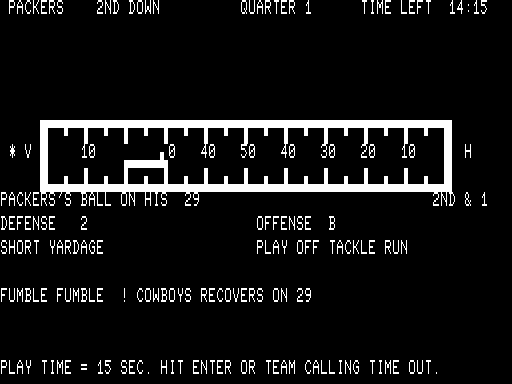 PACKERS 2ND DOWN QUARTER 1 TIME LEFT 14:15
* V 10 0 40 50 40 30 20 10 H
PACKERS'S BALL ON HIS 29 2ND & 1
DEFENSE 2 OFFENSE B
SHORT YARDAGE PLAY OFF TACKLE RUN
FUMBLE FUMBLE ! COWBOYS RECOVERS ON 29
PLAY TIME = 15 SEC. HIT ENTER OR TEAM CALLING TIME OUT.